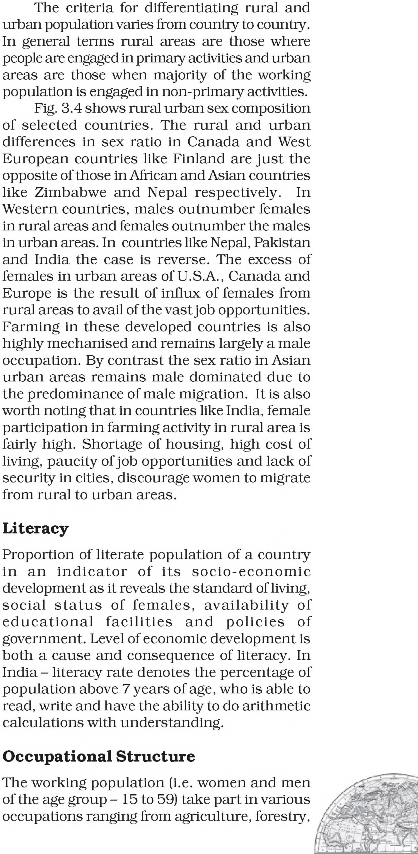 The criteria for differentiating rural and
urban population varies from country to country.
In general terms rural areas are those where
people are engaged in primary activities and urban
areas are those when majority of the working
population is engaged in non-primary activities.
Fig. 3.4 shows rural urban sex composition
of selected countries. The rural and urban
differences in sex ratio in Canada and West
European countries like Finland are just the
opposite of those in African and Asian countries
like Zimbabwe and Nepal respectively. In
Western countries, males outnumber females
in rural areas and females outnumber the males
in urban areas. In countries like Nepal, Pakistan
and India the case is reverse. The excess of
females in urban areas of U.S.A., Canada and
Europe is the result of influx of females from
rural areas to avail of the vast job opportunities.
Farming in these developed countries is also
highly mechanised and remains largely a male
occupation. By contrast the sex ratio in Asian
urban areas remains male dominated due to
the predominance of male migration. It is also
worth noting that in countries like India, female
participation in farming activity in rural area is
fairly high. Shortage of housing, high cost of
living, paucity of job opportunities and lack of
security in cities, discourage women to migrate
from rural to urban areas.
Literacy
Proportion of literate population of a country
in an indicator of its socio-economic
development as it reveals the standard of living,
social status of females, availability of
educational facilities and policies of
government. Level of economic development is
both a cause and consequence of literacy. In
India – literacy rate denotes the percentage of
population above 7 years of age, who is able to
read, write and have the ability to do arithmetic
calculations with understanding.
Occupational Structure
The working population (i.e. women and men
of the age group – 15 to 59) take part in various
occupations ranging from agriculture, forestry,